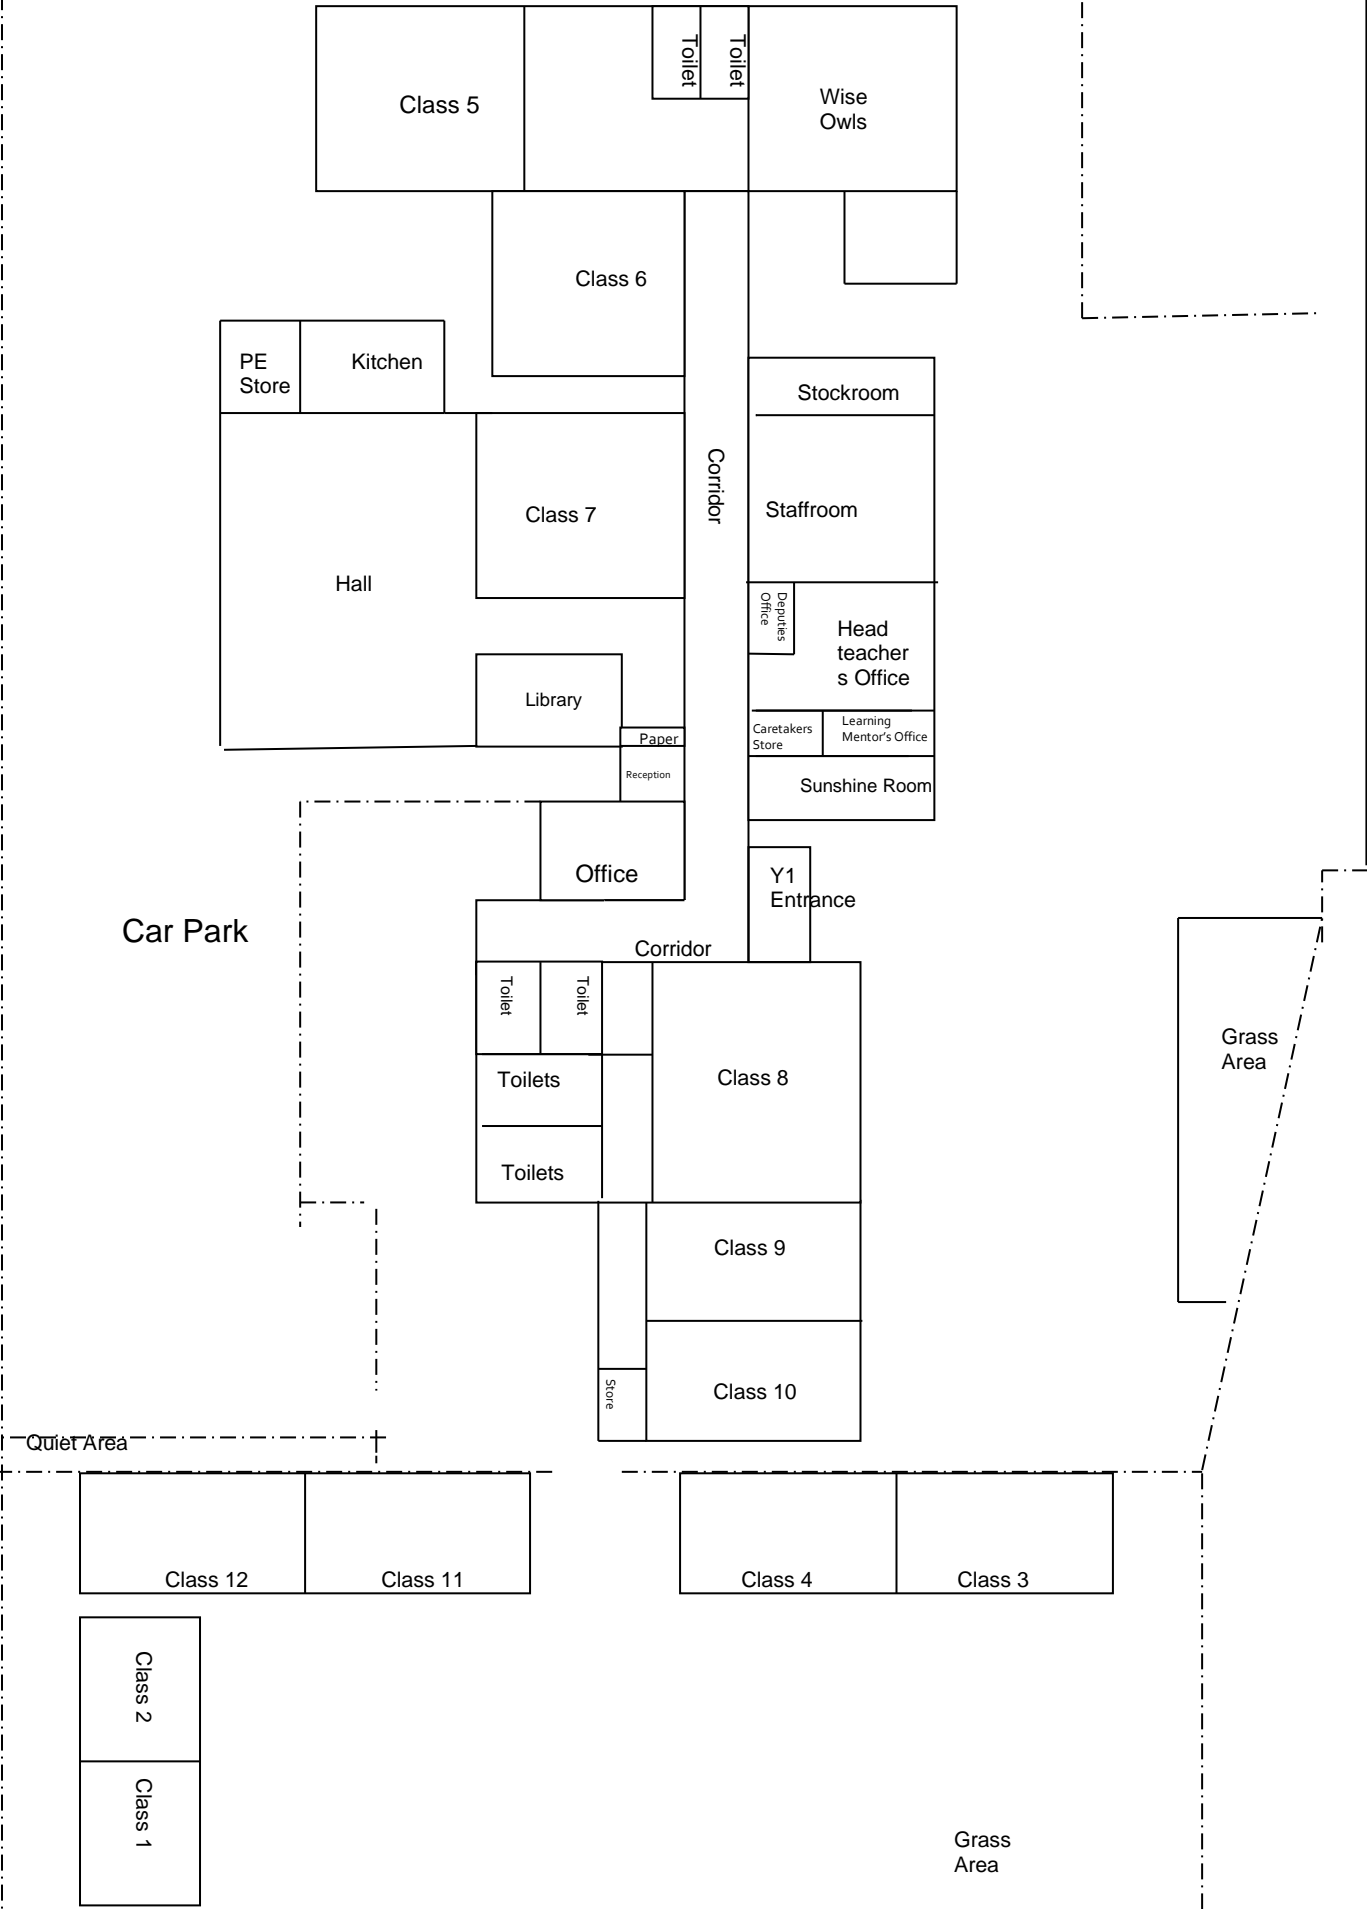 Toilet
Toilet
Class 5
Wise
Owls
Class 6
PE
Store
Kitchen
Stockroom
Corridor
Class 7
Staffroom
Hall
Deputies
Office
Head
teacher
s Office
Library
Paper
Caretakers
Store
Learning
Mentor's Office
Reception
Sunshine Room
Office
Y1
Entrance
Car Park
Corridor
Toilet
Toilet
Grass
Area
Toilets
Class 8
Toilets
Class 9
Store
Class 10
Quiet Area
Class 12
Class 11
Class 4
Class 3
Class 2
Class 1
Grass
Area